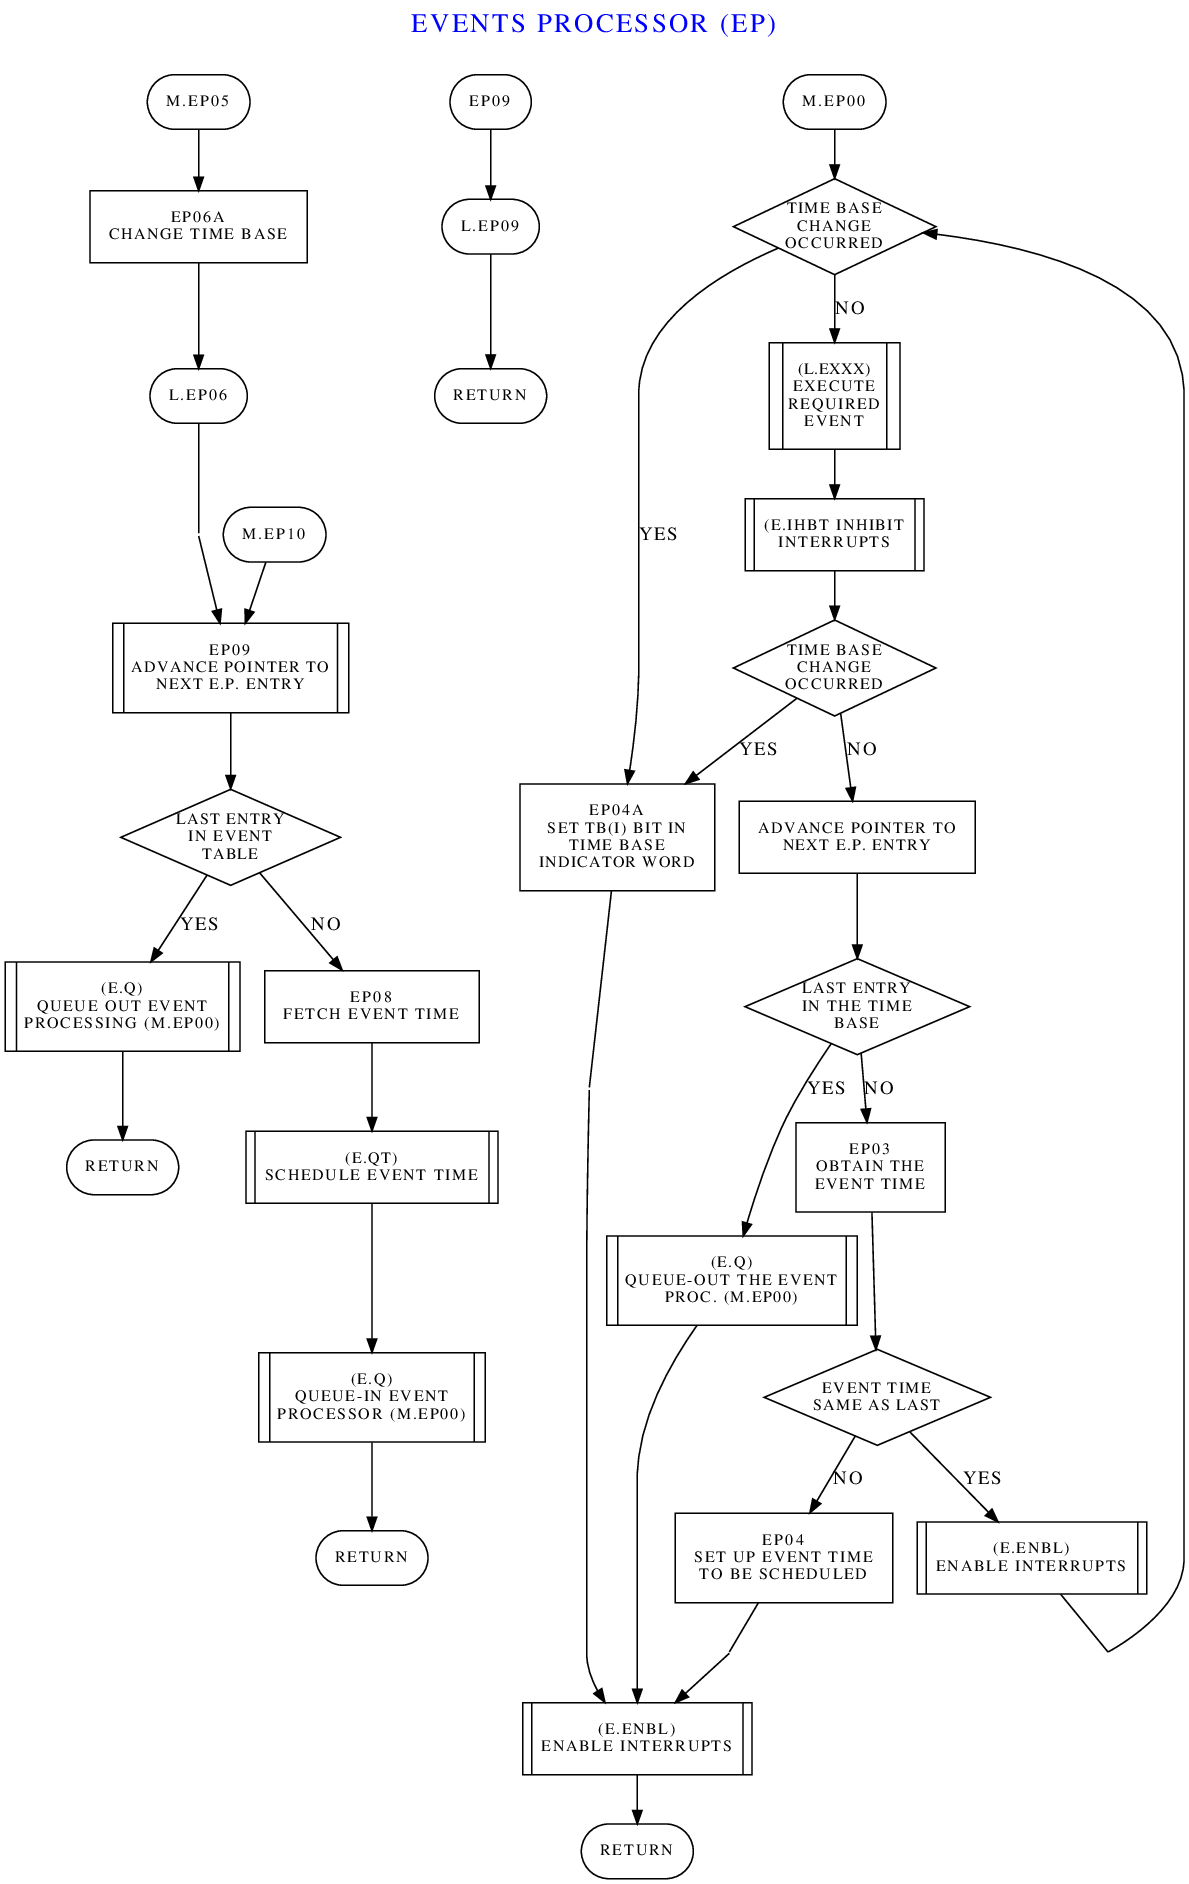 EVENTS PROCESSOR (EP)
M.EP05
EP06A
CHANGE TIME BASE
L.EP06
M.EP10
EP09
ADVANCE POINTER TO
NEXT E.P. ENTRY
LAST ENTRY
IN EVENT
TABLE
YES
NO
(E.Q)
QUEUE OUT EVENT
PROCESSING (M.EP00)
RETURN
EP08
FETCH EVENT TIME
(E.QT)
SCHEDULE EVENT TIME
(E.Q)
QUEUE-IN EVENT
PROCESSOR (M.EP00)
RETURN
EP09
L.EP09
RETURN
M.EP00
TIME BASE
CHANGE
OCCURRED
NO
YES
(L.EXXX)
EXECUTE
REQUIRED
EVENT
(E.IHBT INHIBIT
INTERRUPTS
TIME BASE
CHANGE
OCCURRED
YES
NO
EP04A
SET TB(I) BIT IN
TIME BASE
INDICATOR WORD
ADVANCE POINTER TO
NEXT E.P. ENTRY
LAST ENTRY
IN THE TIME
BASE
YES
NO
EP03
OBTAIN THE
EVENT TIME
(E.Q)
QUEUE-OUT THE EVENT
PROC. (M.EP00)
EVENT TIME
SAME AS LAST
NO
YES
EP04
SET UP EVENT TIME
TO BE SCHEDULED
(E.ENBL)
ENABLE INTERRUPTS
(E.ENBL)
ENABLE INTERRUPTS
RETURN